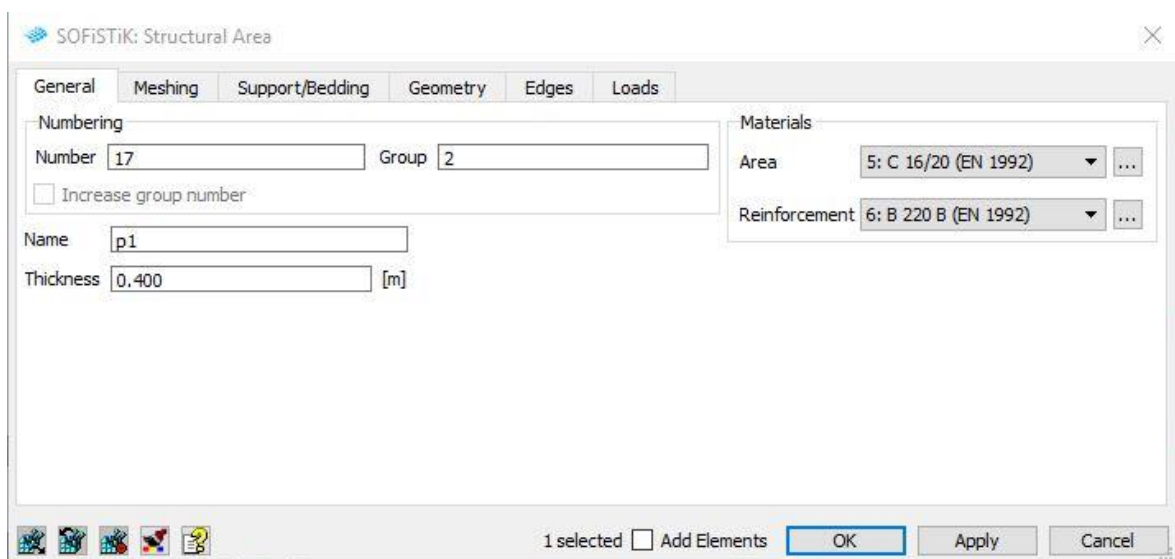 SOFiSTiK: Structural Area
General Meshing Support/Bedding Geometry Edges Loads
Numbering
Number 17 Group 2
Increase group number
Name p1
Thickness 0.400 [m]
Materials
Area 5: C 16/20 (EN 1992) ...
Reinforcement 6: B 220 B (EN 1992) ...
1 selected Add Elements OK Apply Cancel